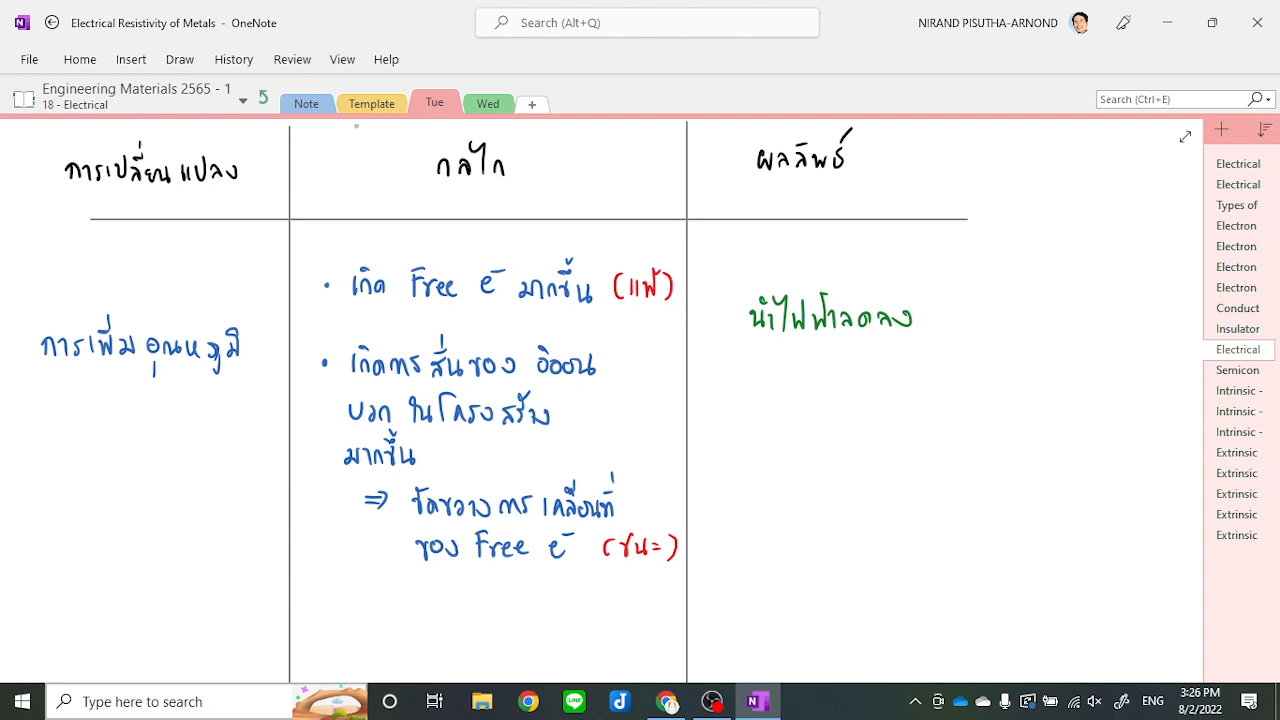 Electrical Resistivity of Metals - OneNote
Search (Alt+Q)
NIRAND PISUTHA-ARNOND
File Home Insert Draw History Review View Help
Engineering Materials 2565 - 1
18 - Electrical
Note Template Tue Wed +
Search (Ctrl+E)
การเปลี่ยนแปลง
กลไก
ผลลัพธ์
การเพิ่มอุณหภูมิ
• เกิด Free e⁻ มากขึ้น (แพ้)
• เกิดการสั่นของ อิออน
บวก ในโครงสร้าง
มากขึ้น
⇒ ขัดขวางการเคลื่อนที่
ของ Free e⁻ (ชนะ)
นำไฟฟ้าลดลง
Electrical
Electrical
Types of
Electron
Electron
Electron
Electron
Conduct
Insulator
Electrical
Semicon
Intrinsic -
Intrinsic -
Intrinsic -
Extrinsic
Extrinsic
Extrinsic
Extrinsic
Extrinsic
Type here to search
ENG
3:26 PM
8/2/2022